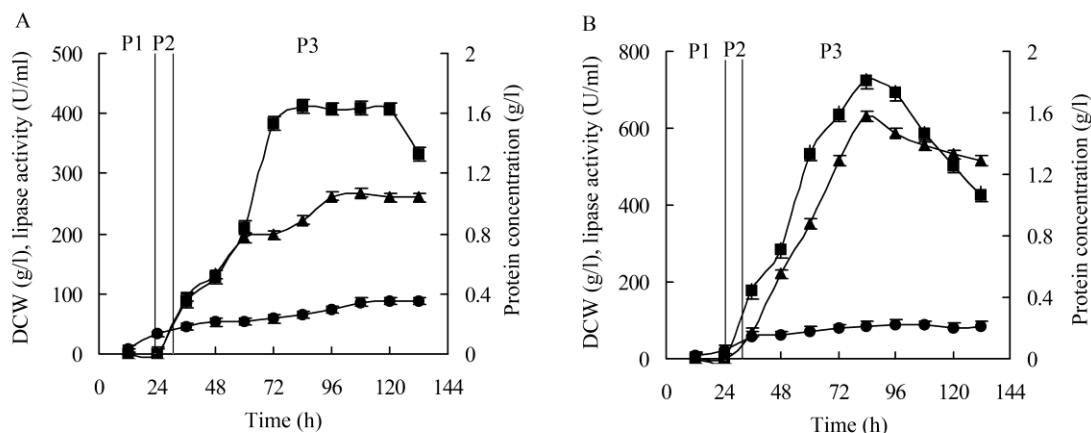 A
P1 P2 P3
500
400
300
200
100
0
2
1.6
1.2
0.8
0.4
0
0 24 48 72 96 120 144
DCW (g/l), lipase activity (U/ml)
Protein concentration (g/l)
Time (h)
B
P1 P2 P3
800
600
400
200
0
2
1.6
1.2
0.8
0.4
0
0 24 48 72 96 120 144
DCW (g/l), lipase activity (U/ml)
Protein concentration (g/l)
Time (h)